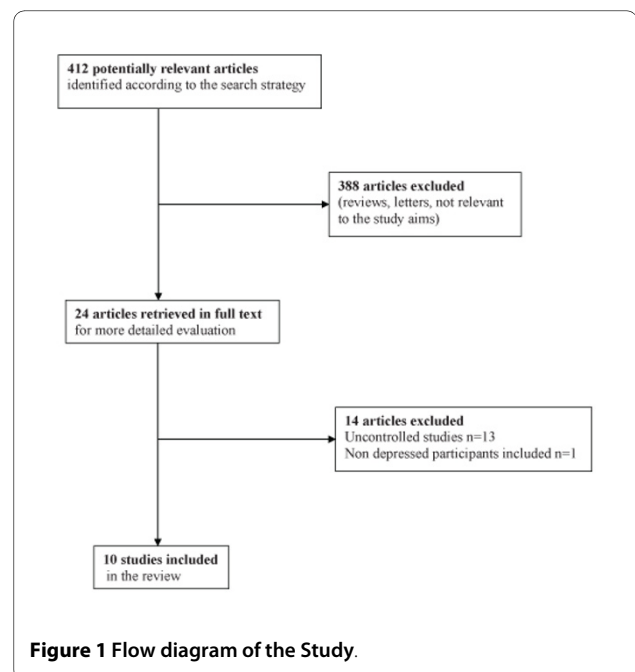 412 potentially relevant articles
identified according to the search strategy
388 articles excluded
(reviews, letters, not relevant
to the study aims)
24 articles retrieved in full text
for more detailed evaluation
14 articles excluded
Uncontrolled studies n=13
Non depressed participants included n=1
10 studies included
in the review
Figure 1 Flow diagram of the Study.